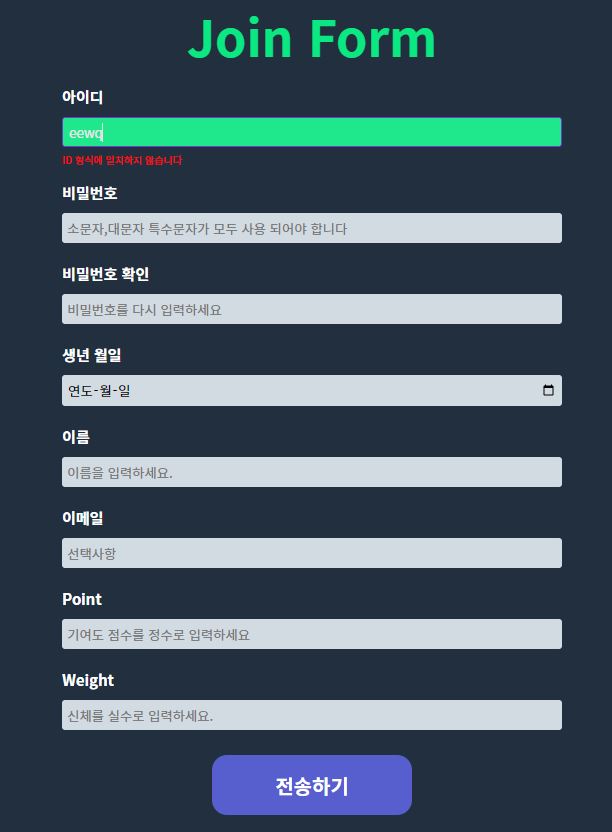 Join Form
아이디
eewq
ID 형식에 일치하지 않습니다
비밀번호
소문자,대문자 특수문자가 모두 사용 되어야 합니다
비밀번호 확인
비밀번호를 다시 입력하세요
생년 월일
연도-월-일
이름
이름을 입력하세요.
이메일
선택사항
Point
기여도 점수를 정수로 입력하세요
Weight
신체를 실수로 입력하세요.
전송하기